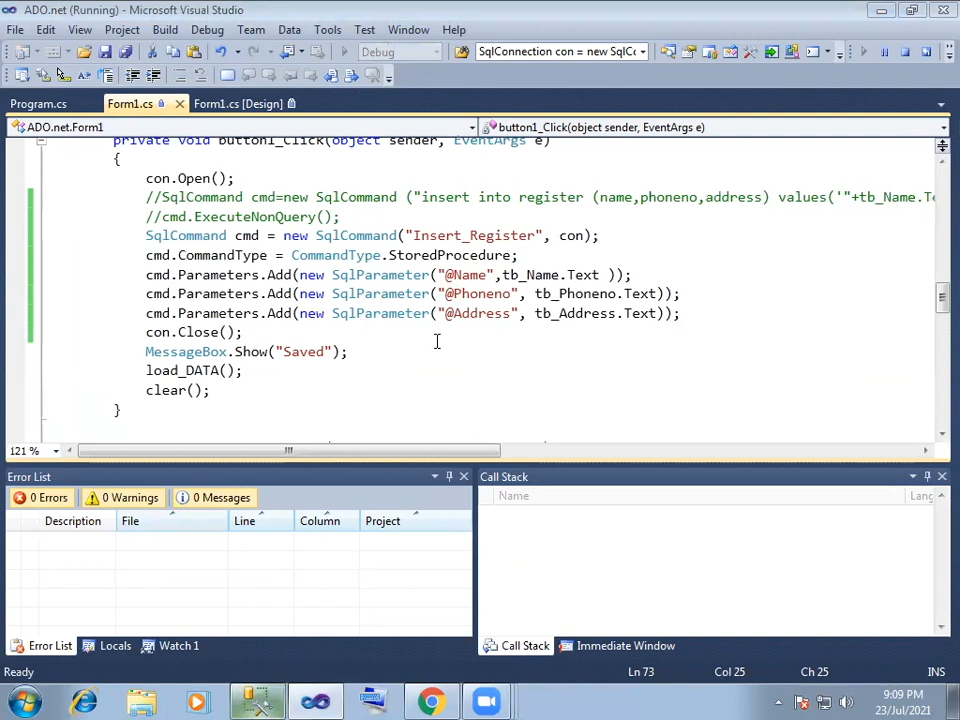 ADO.net (Running) - Microsoft Visual Studio
File Edit View Project Build Debug Team Data Tools Test Window Help
Debug SqlConnection con = new SqlCc
Program.cs Form1.cs Form1.cs [Design]
ADO.net.Form1 button1_Click(object sender, EventArgs e)
private void button1_Click(object sender, EventArgs e)
{
con.Open();
//SqlCommand cmd=new SqlCommand ("insert into register (name,phoneno,address) values('"+tb_Name.Te
//cmd.ExecuteNonQuery();
SqlCommand cmd = new SqlCommand("Insert_Register", con);
cmd.CommandType = CommandType.StoredProcedure;
cmd.Parameters.Add(new SqlParameter("@Name",tb_Name.Text ));
cmd.Parameters.Add(new SqlParameter("@Phoneno", tb_Phoneno.Text));
cmd.Parameters.Add(new SqlParameter("@Address", tb_Address.Text));
con.Close();
MessageBox.Show("Saved");
load_DATA();
clear();
}
121 %
Error List Call Stack
0 Errors 0 Warnings 0 Messages Name Lang
Description File Line Column Project
Error List Locals Watch 1 Call Stack Immediate Window
Ready Ln 73 Col 25 Ch 25 INS
9:09 PM
23/Jul/2021